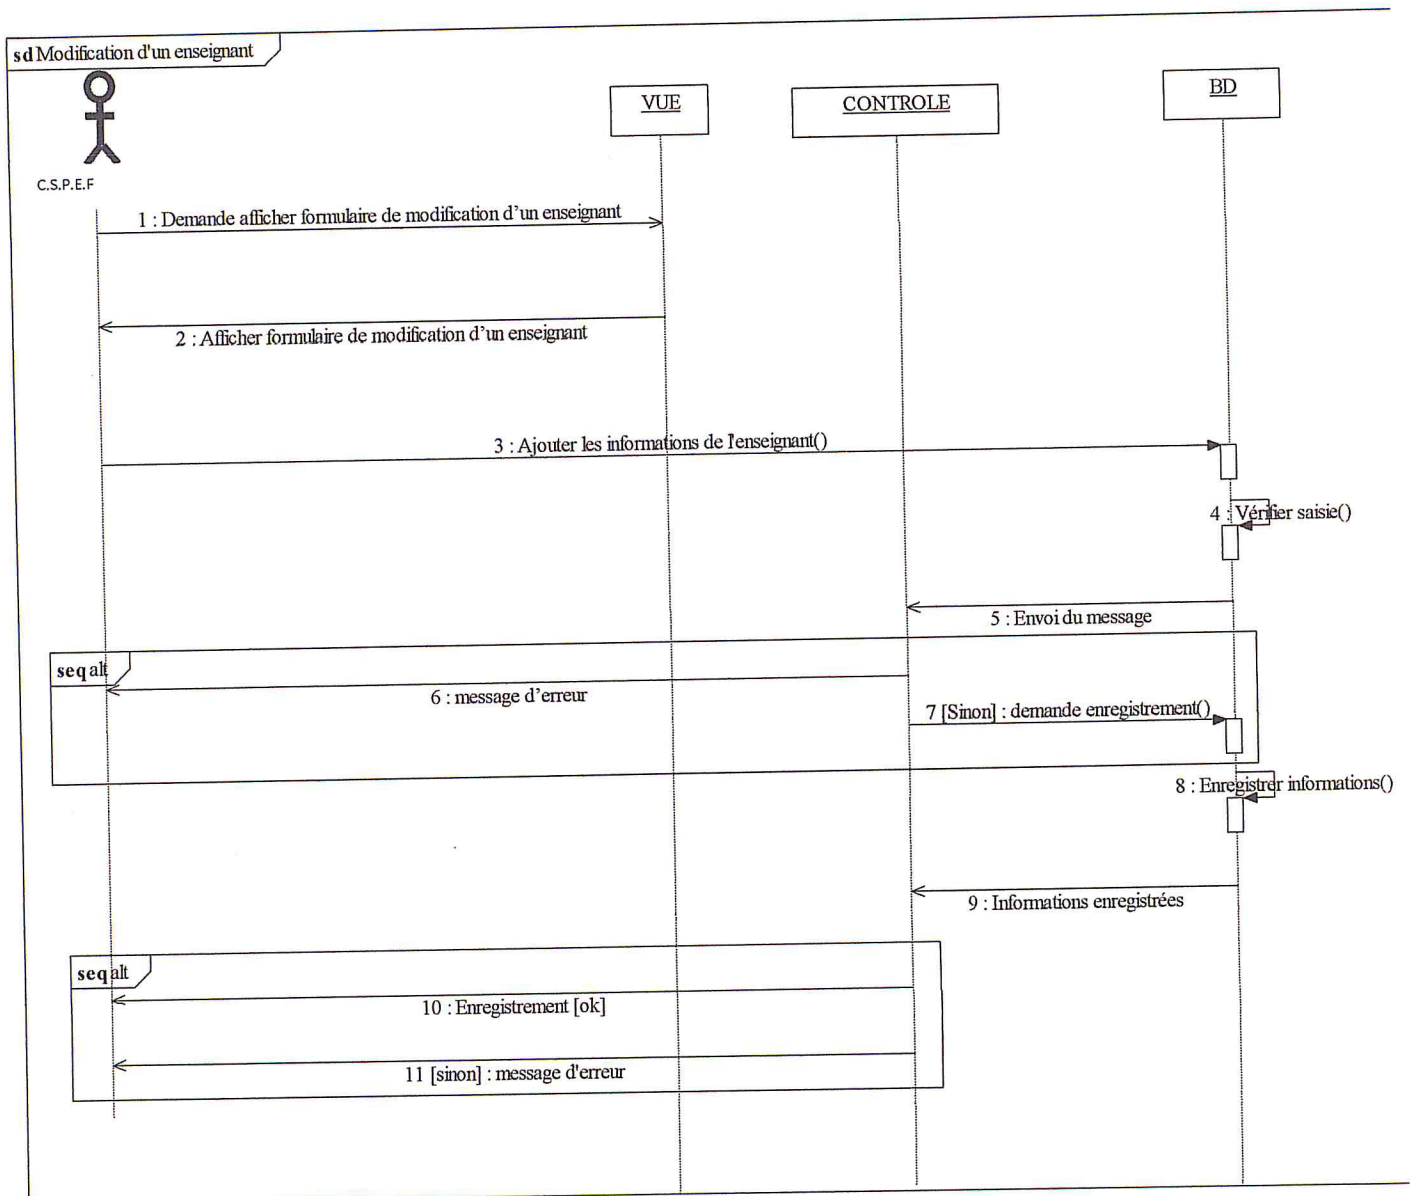 sd Modification d'un enseignant
VUE
CONTROLE
BD
C.S.P.E.F
1 : Demande afficher formulaire de modification d’un enseignant
2 : Afficher formulaire de modification d’un enseignant
3 : Ajouter les informations de l'enseignant()
4 : Vérifier saisie()
5 : Envoi du message
seq alt
6 : message d’erreur
7 [Sinon] : demande enregistrement()
8 : Enregistrer informations()
9 : Informations enregistrées
seq alt
10 : Enregistrement [ok]
11 [sinon] : message d'erreur